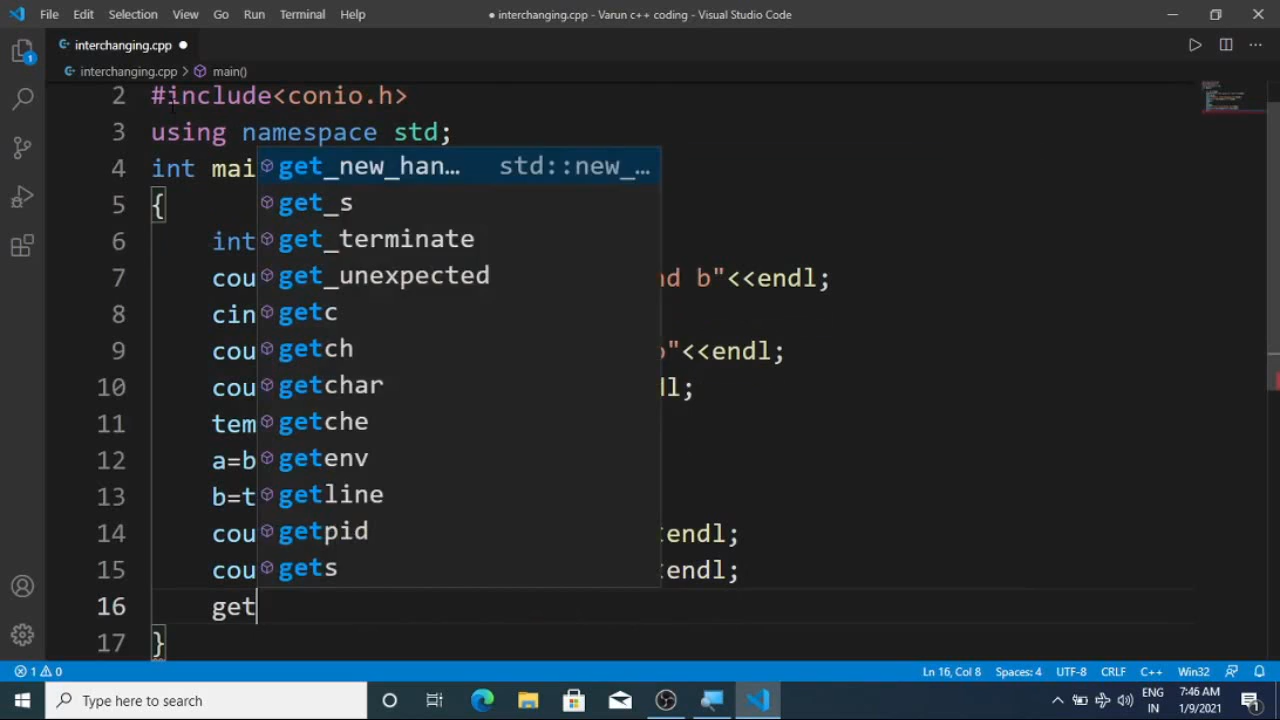 File Edit Selection View Go Run Terminal Help
● interchanging.cpp - Varun c++ coding - Visual Studio Code
interchanging.cpp ●
interchanging.cpp > main()
2 #include<conio.h>
3 using namespace std;
4 int mai
5 {
6 int
7 cou nd b"<<endl;
8 cin
9 cou b"<<endl;
10 cou dl;
11 tem
12 a=b
13 b=t
14 cou endl;
15 cou endl;
16 get
17 }
get_new_han… std::new_…
get_s
get_terminate
get_unexpected
getc
getch
getchar
getche
getenv
getline
getpid
gets
1 0
Ln 16, Col 8 Spaces: 4 UTF-8 CRLF C++ Win32
Type here to search
ENG
IN
7:46 AM
1/9/2021
1